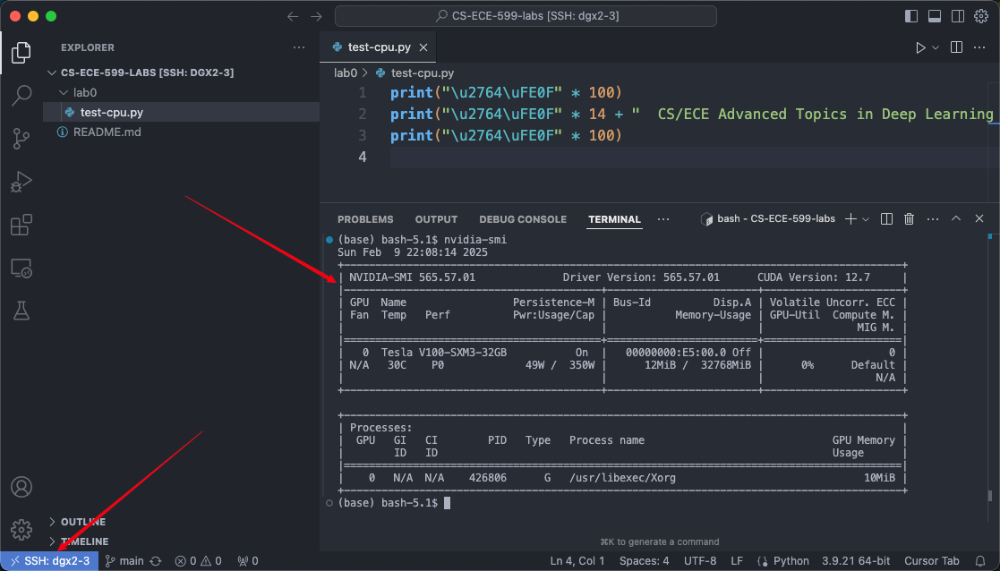 CS-ECE-599-labs [SSH: dgx2-3]
EXPLORER
CS-ECE-599-LABS [SSH: DGX2-3]
lab0
test-cpu.py
README.md
OUTLINE
TIMELINE
test-cpu.py
lab0 > test-cpu.py
1 print("\u2764\uFE0F" * 100)
2 print("\u2764\uFE0F" * 14 + "  CS/ECE Advanced Topics in Deep Learning
3 print("\u2764\uFE0F" * 100)
4
PROBLEMS OUTPUT DEBUG CONSOLE TERMINAL ··· bash - CS-ECE-599-labs
(base) bash-5.1$ nvidia-smi
Sun Feb  9 22:08:14 2025
+-----------------------------------------------------------------------------------------+
| NVIDIA-SMI 565.57.01              Driver Version: 565.57.01      CUDA Version: 12.7     |
|-----------------------------------------+------------------------+----------------------+
| GPU  Name                 Persistence-M | Bus-Id          Disp.A | Volatile Uncorr. ECC |
| Fan  Temp   Perf          Pwr:Usage/Cap |           Memory-Usage | GPU-Util  Compute M. |
|                                         |                        |               MIG M. |
|=========================================+========================+======================|
|   0  Tesla V100-SXM3-32GB           On  |   00000000:E5:00.0 Off |                    0 |
| N/A   30C    P0             49W /  350W |      12MiB /  32768MiB |      0%      Default |
|                                         |                        |                  N/A |
+-----------------------------------------+------------------------+----------------------+
+-----------------------------------------------------------------------------------------+
| Processes:                                                                              |
|  GPU   GI   CI        PID   Type   Process name                              GPU Memory |
|        ID   ID                                                               Usage      |
|=========================================================================================|
|    0   N/A  N/A    426806      G   /usr/libexec/Xorg                              10MiB |
+-----------------------------------------------------------------------------------------+
(base) bash-5.1$
⌘K to generate a command
SSH: dgx2-3 main 0 0 0 Ln 4, Col 1 Spaces: 4 UTF-8 LF Python 3.9.21 64-bit Cursor Tab